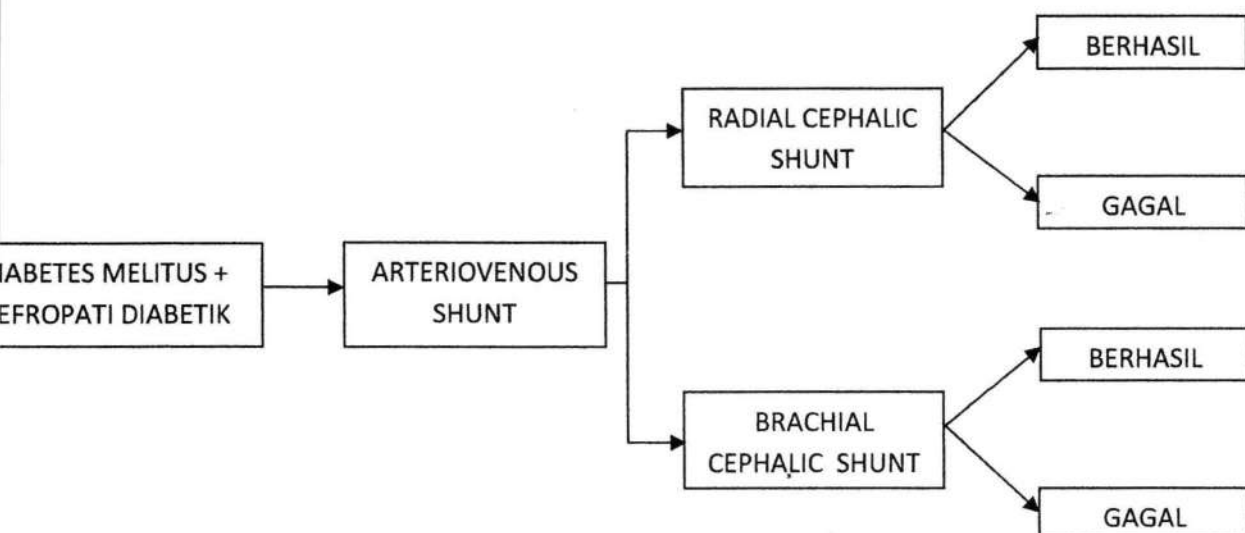 BERHASIL
RADIAL CEPHALIC
SHUNT
GAGAL
IABETES MELITUS +
EFROPATI DIABETIK
ARTERIOVENOUS
SHUNT
BERHASIL
BRACHIAL
CEPHALIC SHUNT
GAGAL